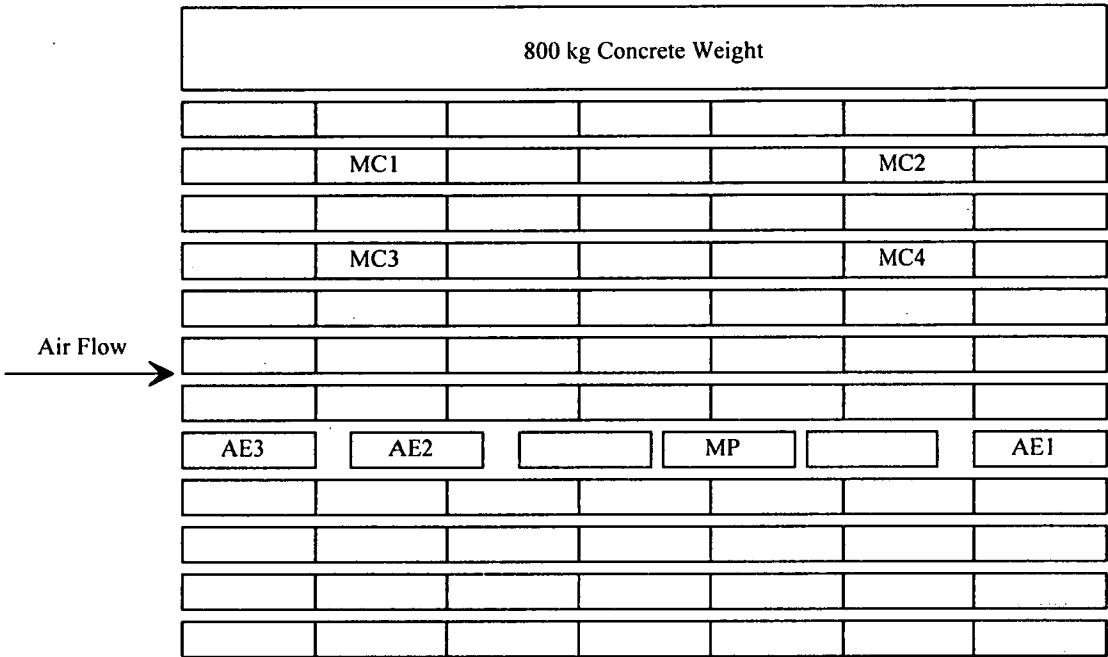 800 kg Concrete Weight
MC1 MC2
MC3 MC4
Air Flow
AE3 AE2 MP AE1